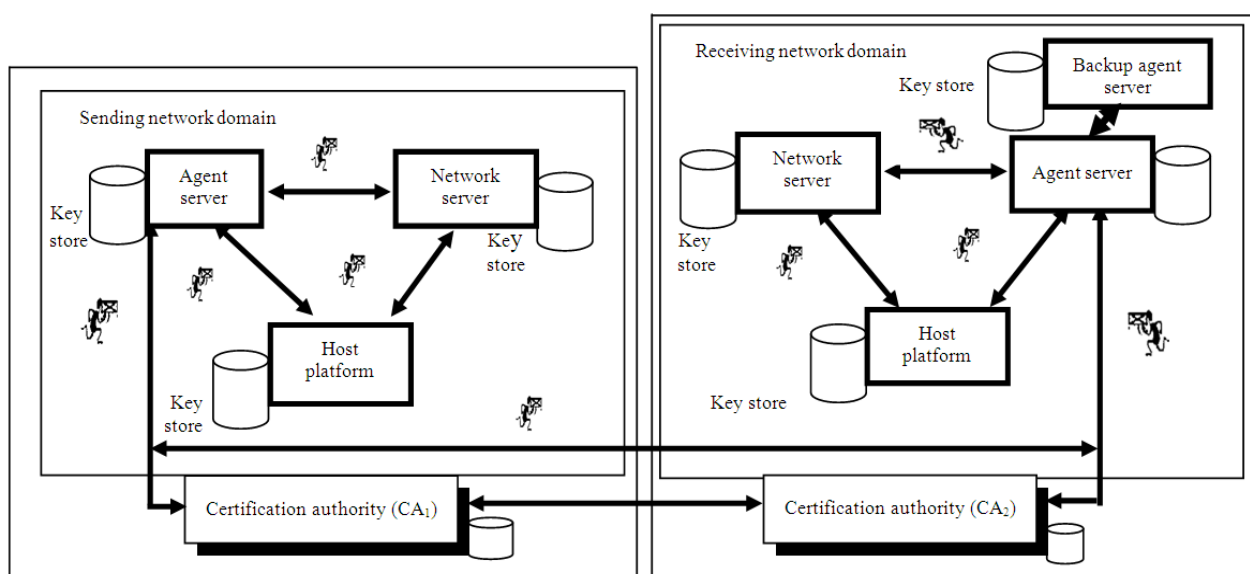 Sending network domain
Agent
server
Network
server
Key
store
Key
store
Host
platform
Key
store
Certification authority (CA₁)
Receiving network domain
Backup agent
server
Key store
Network
server
Agent server
Key
store
Host
platform
Key store
Certification authority (CA₂)